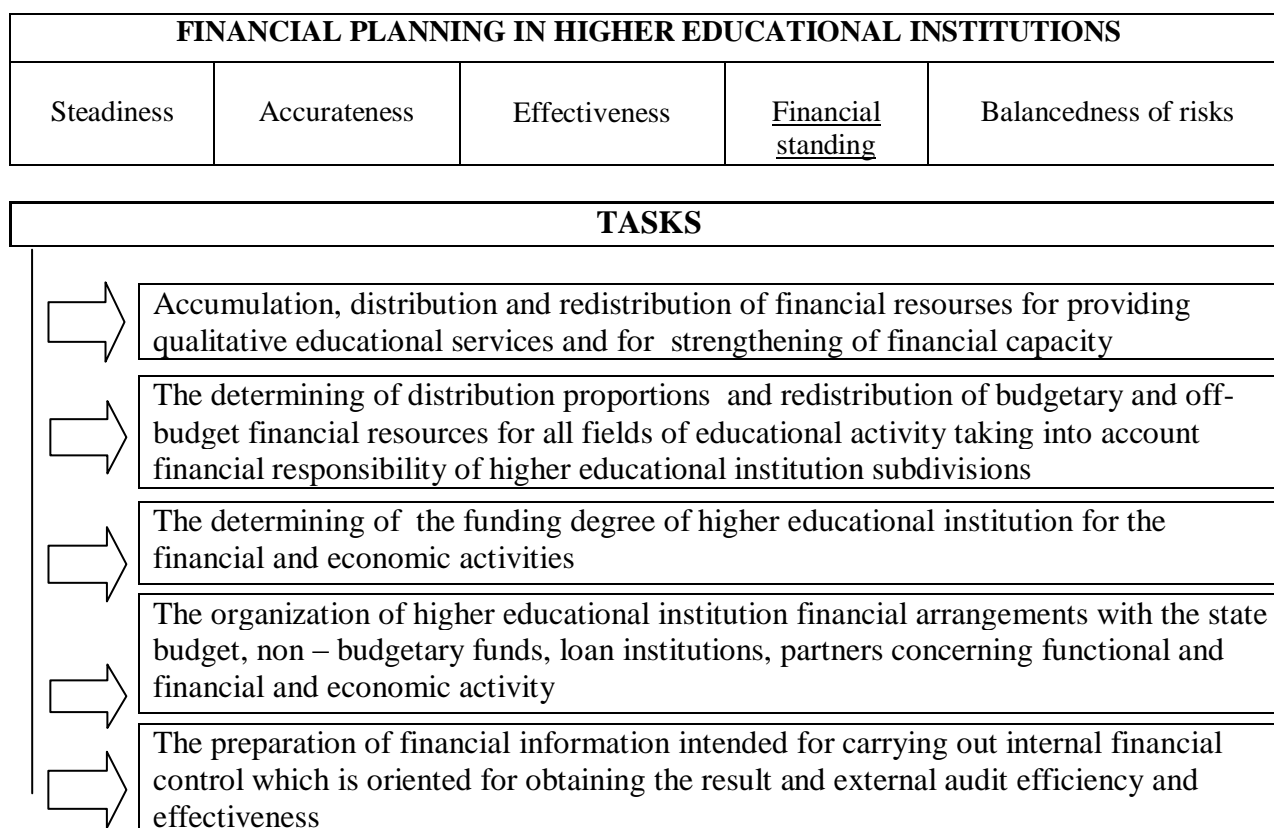 FINANCIAL PLANNING IN HIGHER EDUCATIONAL INSTITUTIONS
Steadiness
Accurateness
Effectiveness
Financial
standing
Balancedness of risks
TASKS
Accumulation, distribution and redistribution of financial resourses for providing
qualitative educational services and for strengthening of financial capacity
The determining of distribution proportions and redistribution of budgetary and off-
budget financial resources for all fields of educational activity taking into account
financial responsibility of higher educational institution subdivisions
The determining of the funding degree of higher educational institution for the
financial and economic activities
The organization of higher educational institution financial arrangements with the state
budget, non – budgetary funds, loan institutions, partners concerning functional and
financial and economic activity
The preparation of financial information intended for carrying out internal financial
control which is oriented for obtaining the result and external audit efficiency and
effectiveness